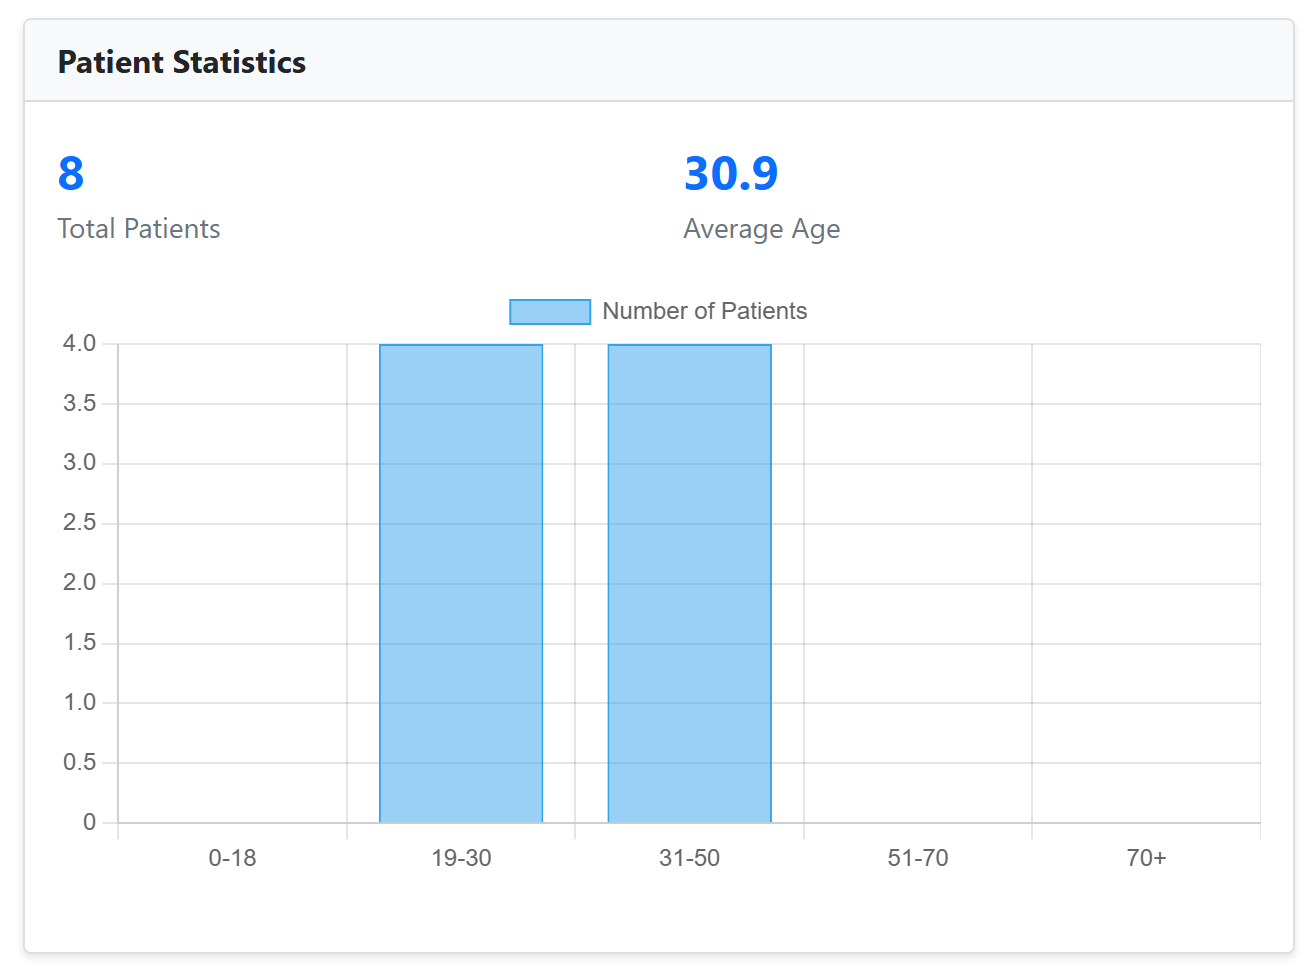 Patient Statistics
8
Total Patients
30.9
Average Age
Number of Patients
4.0
3.5
3.0
2.5
2.0
1.5
1.0
0.5
0
0-18 19-30 31-50 51-70 70+